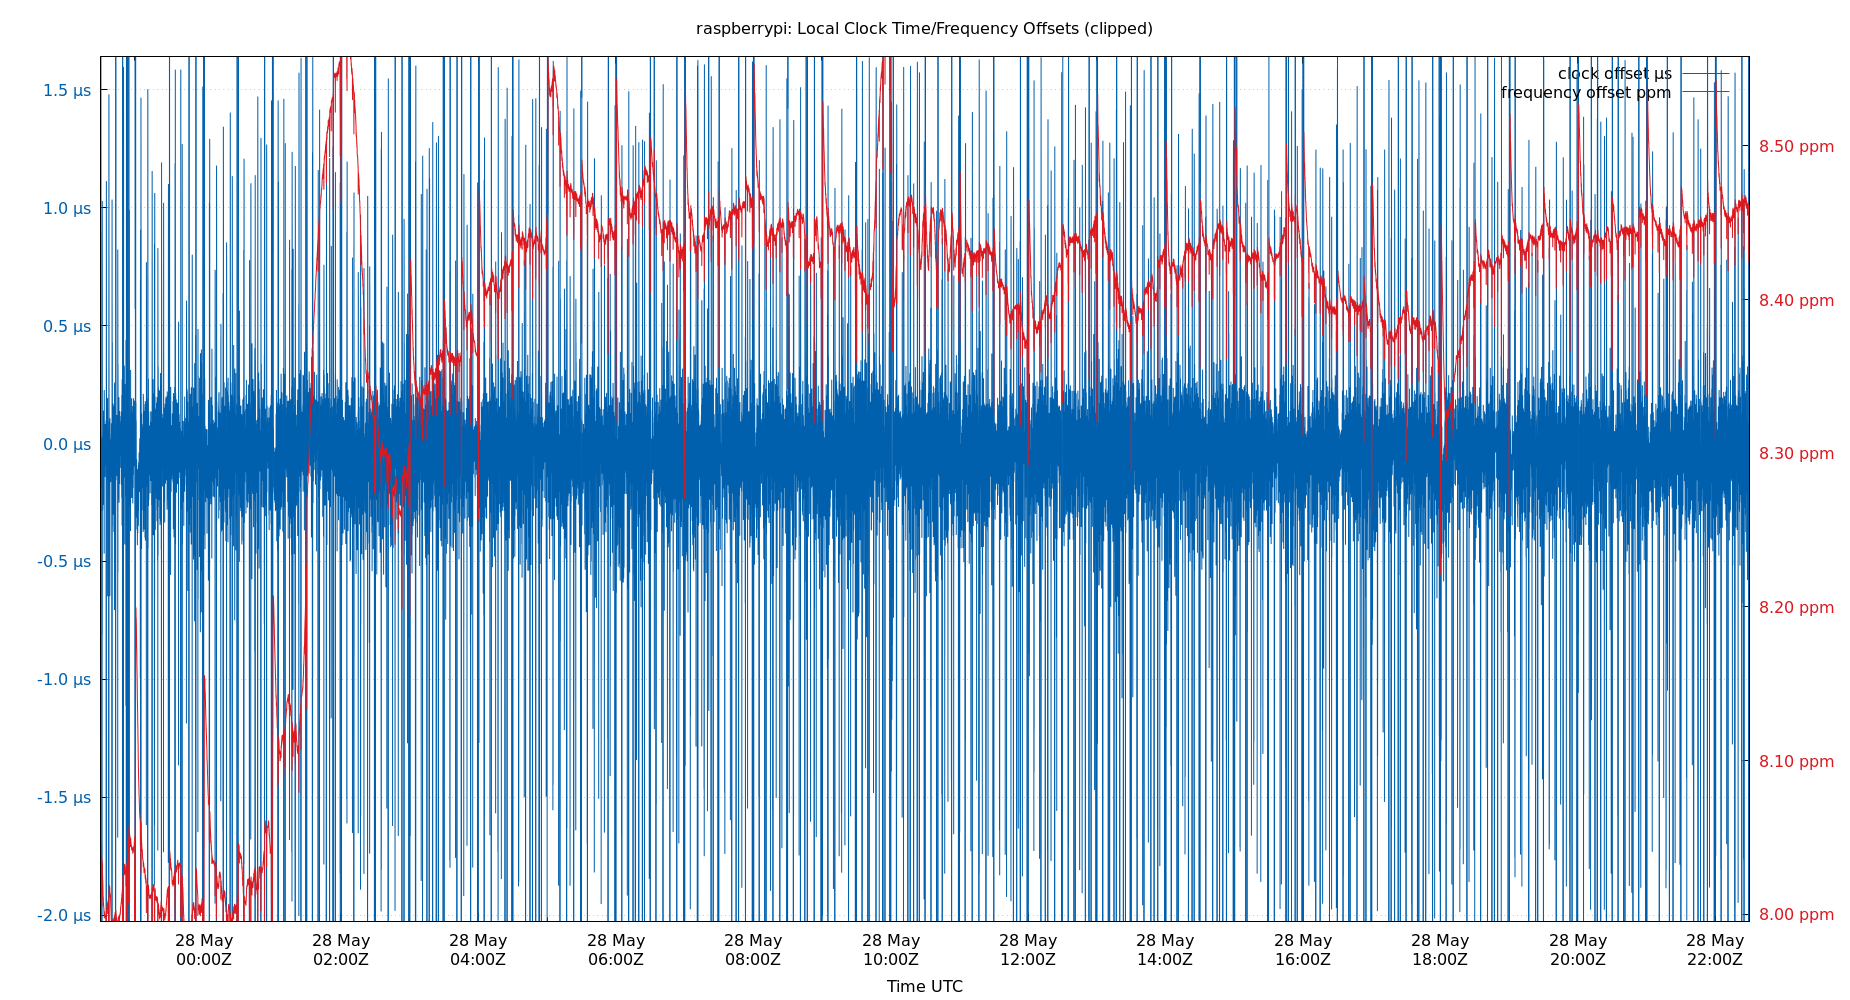 raspberrypi: Local Clock Time/Frequency Offsets (clipped)
clock offset µs
frequency offset ppm
1.5 µs
1.0 µs
0.5 µs
0.0 µs
-0.5 µs
-1.0 µs
-1.5 µs
-2.0 µs
8.50 ppm
8.40 ppm
8.30 ppm
8.20 ppm
8.10 ppm
8.00 ppm
28 May 28 May 28 May 28 May 28 May 28 May 28 May 28 May 28 May 28 May 28 May 28 May
00:00Z 02:00Z 04:00Z 06:00Z 08:00Z 10:00Z 12:00Z 14:00Z 16:00Z 18:00Z 20:00Z 22:00Z
Time UTC